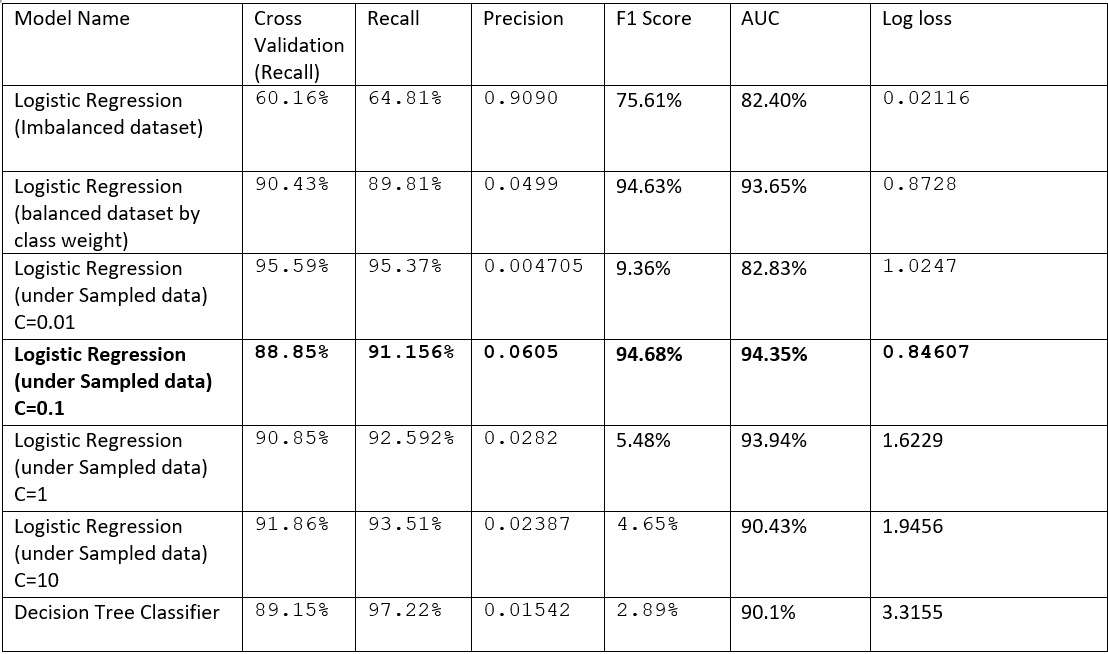 Model Name
Cross
Validation
(Recall)
Recall
Precision
F1 Score
AUC
Log loss
Logistic Regression
(Imbalanced dataset)
60.16%
64.81%
0.9090
75.61%
82.40%
0.02116
Logistic Regression
(balanced dataset by
class weight)
90.43%
89.81%
0.0499
94.63%
93.65%
0.8728
Logistic Regression
(under Sampled data)
C=0.01
95.59%
95.37%
0.004705
9.36%
82.83%
1.0247
Logistic Regression
(under Sampled data)
C=0.1
88.85%
91.156%
0.0605
94.68%
94.35%
0.84607
Logistic Regression
(under Sampled data)
C=1
90.85%
92.592%
0.0282
5.48%
93.94%
1.6229
Logistic Regression
(under Sampled data)
C=10
91.86%
93.51%
0.02387
4.65%
90.43%
1.9456
Decision Tree Classifier
89.15%
97.22%
0.01542
2.89%
90.1%
3.3155